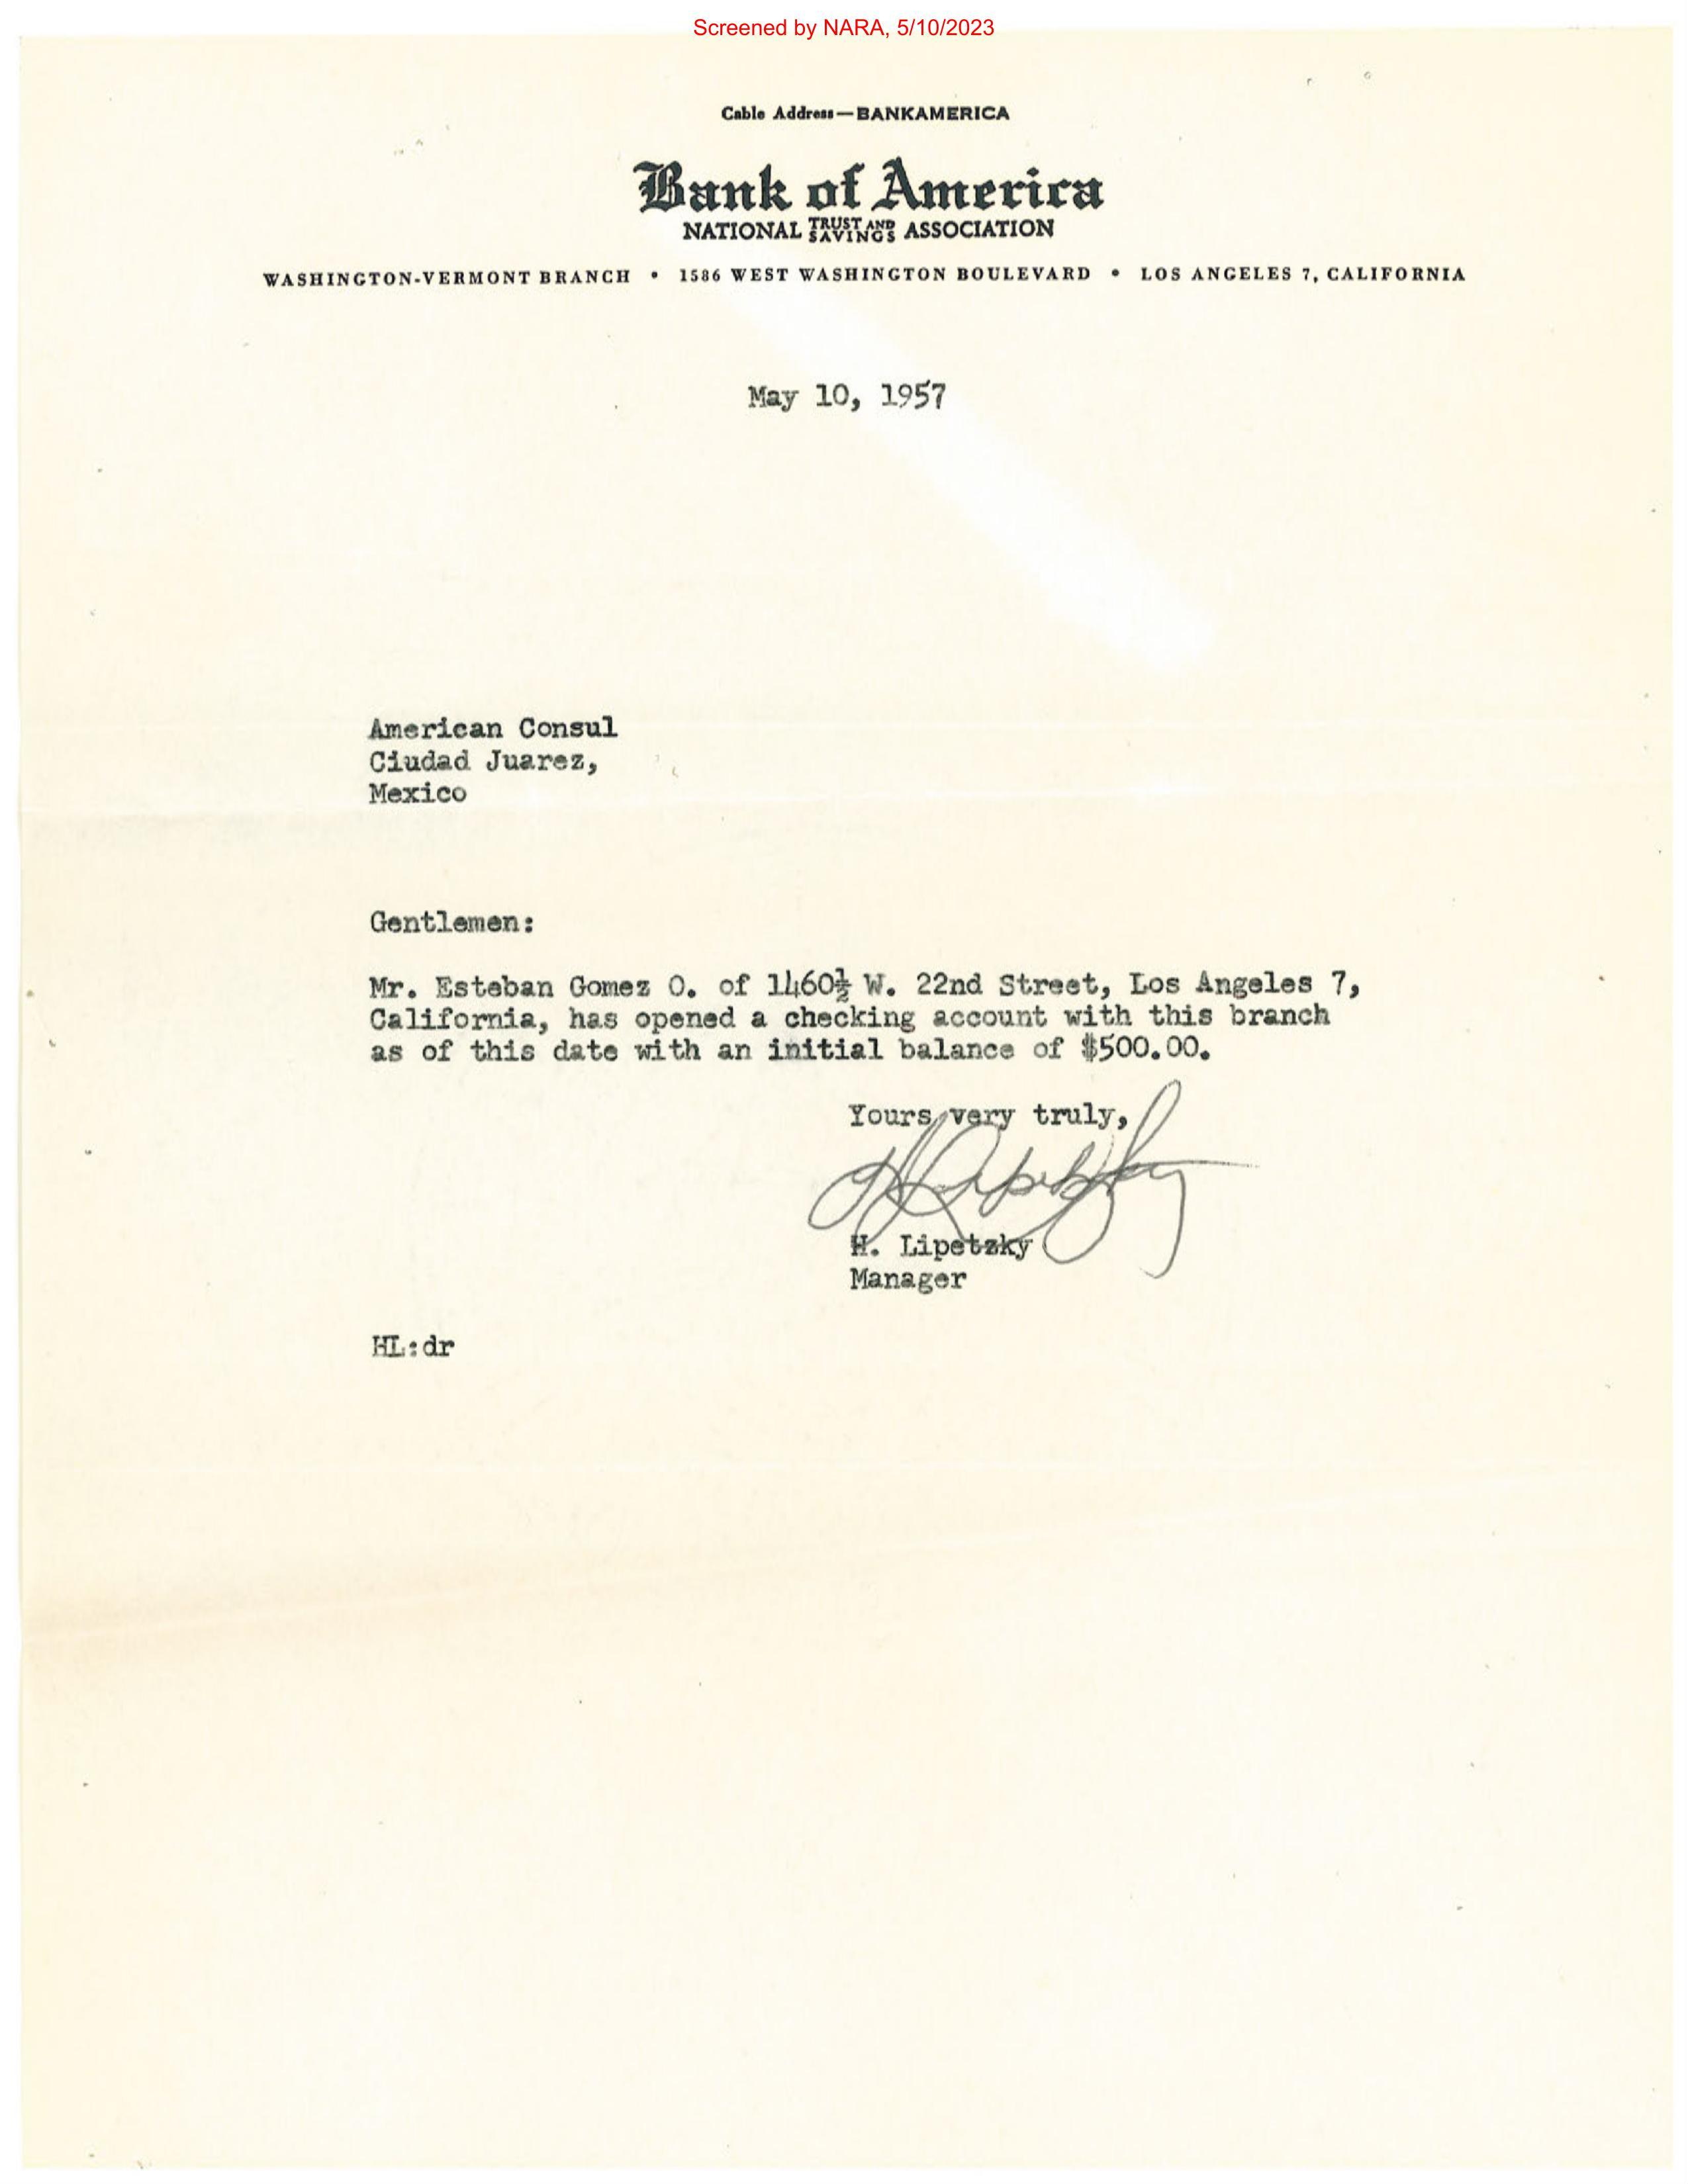 Screened by NARA, 5/10/2023
Cable Address—BANKAMERICA
Bank of America
NATIONAL TRUST AND SAVINGS ASSOCIATION
WASHINGTON-VERMONT BRANCH • 1586 WEST WASHINGTON BOULEVARD • LOS ANGELES 7, CALIFORNIA
May 10, 1957
American Consul
Ciudad Juarez,
Mexico
Gentlemen:
Mr. Esteban Gomez O. of 1460½ W. 22nd Street, Los Angeles 7,
California, has opened a checking account with this branch
as of this date with an initial balance of $500.00.
Yours very truly,
H Lipetzky
H. Lipetzky
Manager
HL:dr